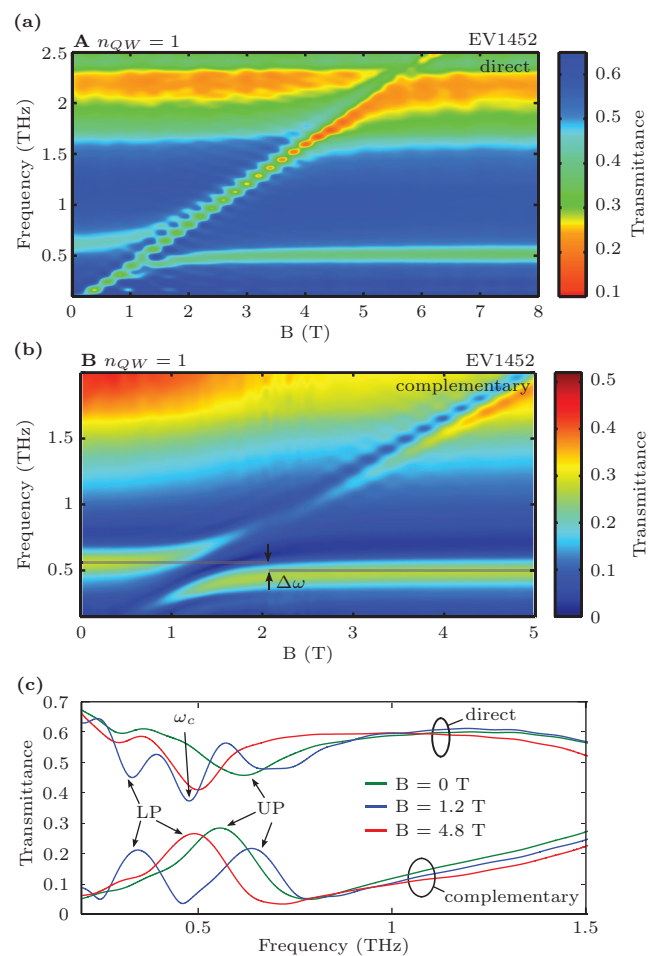 (a)
A n_QW = 1 EV1452
direct
2.5
2
1.5
1
0.5
Frequency (THz)
0 1 2 3 4 5 6 7 8
B (T)
0.6
0.5
0.4
0.3
0.2
0.1
Transmittance
(b)
B n_QW = 1 EV1452
complementary
1.5
1
0.5
Frequency (THz)
Δω
0 1 2 3 4 5
B (T)
0.5
0.4
0.3
0.2
0.1
0
Transmittance
(c)
0.7
0.6
0.5
0.4
0.3
0.2
0.1
0
Transmittance
ω_c
direct
LP
UP
B = 0 T
B = 1.2 T
B = 4.8 T
complementary
0.5 1 1.5
Frequency (THz)